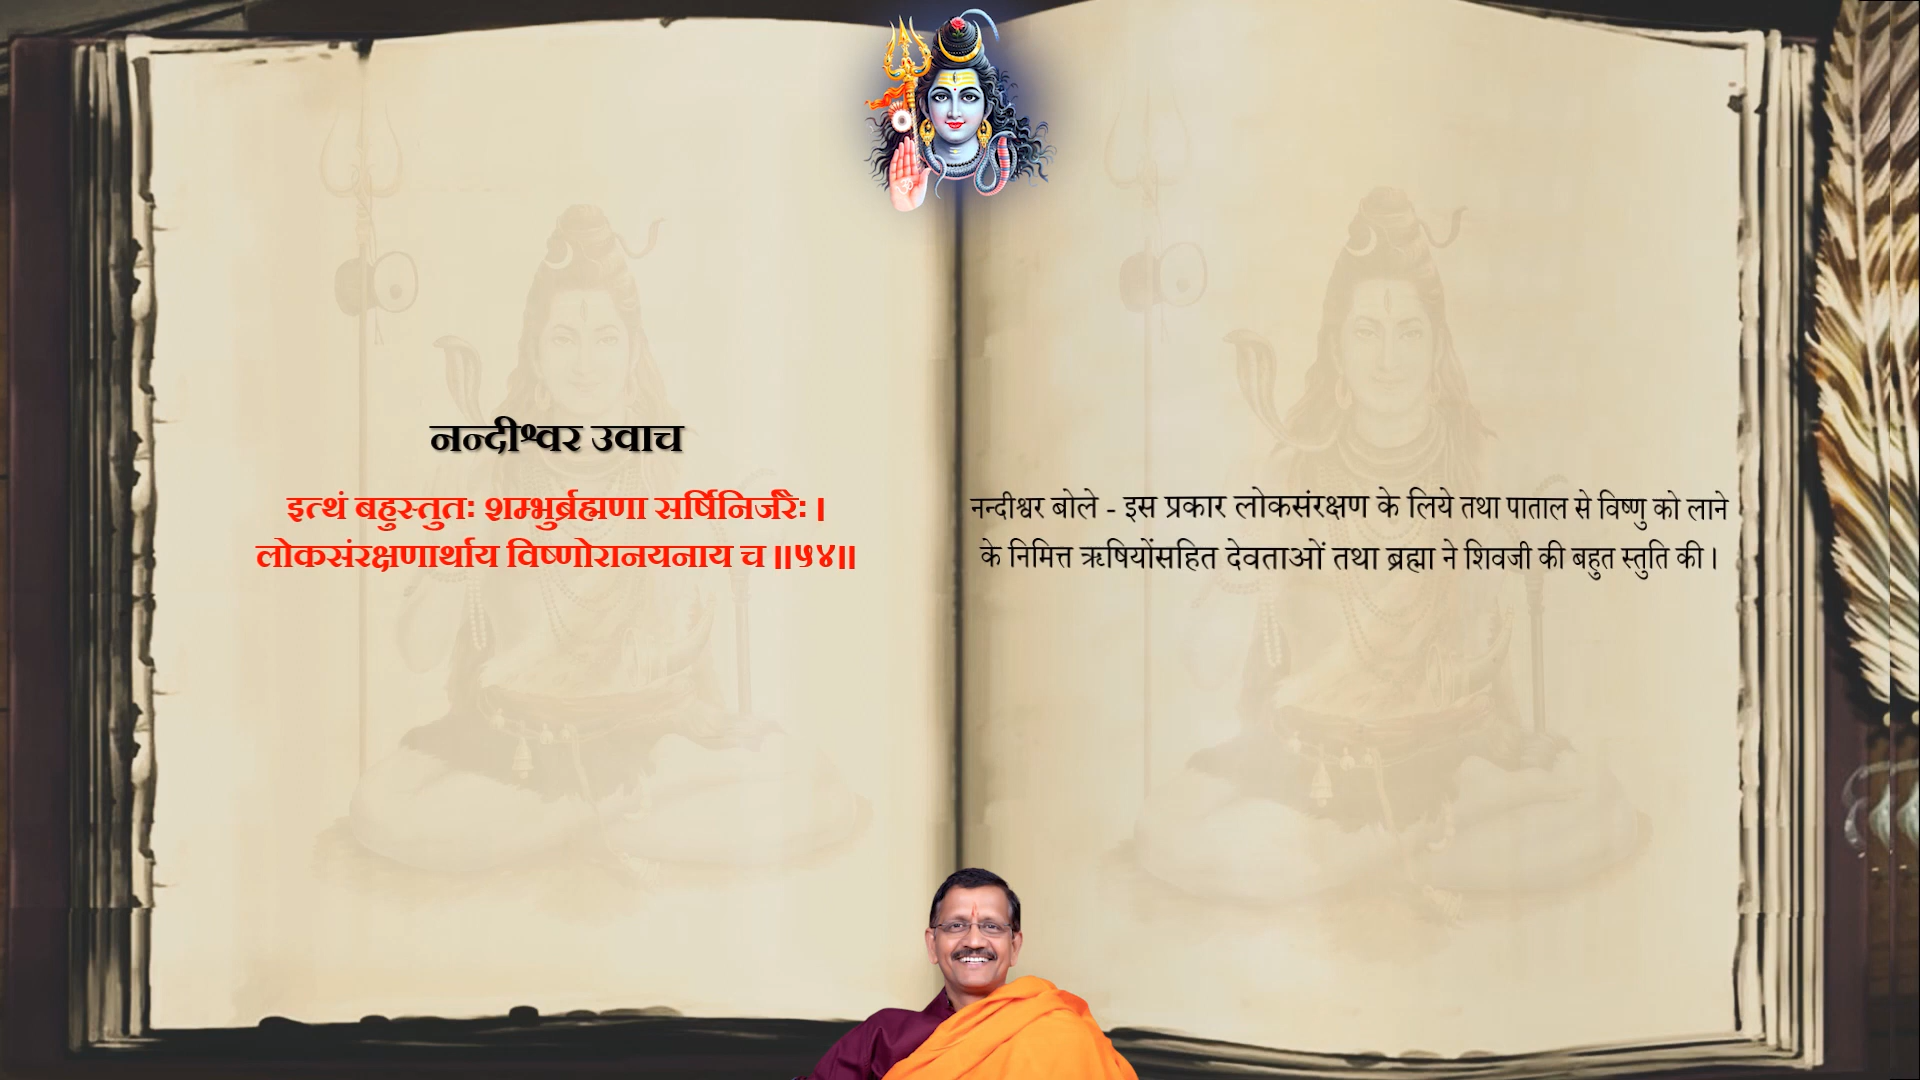 नन्दीश्वर उवाच
इत्थं बहुस्तुतः शम्भुर्ब्रह्मणा सर्षिनिर्जरैः ।
लोकसंरक्षणार्थाय विष्णोरानयनाय च ॥५४॥
नन्दीश्वर बोले - इस प्रकार लोकसंरक्षण के लिये तथा पाताल से विष्णु को लाने
के निमित्त ऋषियोंसहित देवताओं तथा ब्रह्मा ने शिवजी की बहुत स्तुति की ।